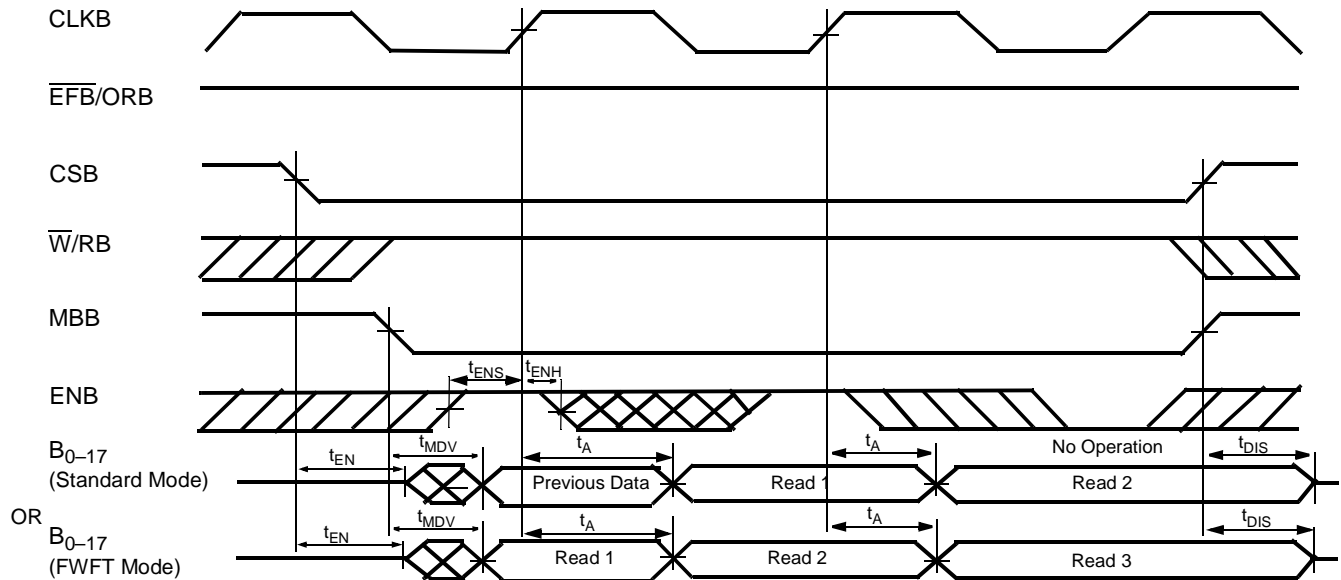 CLKB
EFB/ORB
CSB
W/RB
MBB
tENS
tENH
ENB
B0–17
(Standard Mode)
tEN
tMDV
tA
tA
No Operation
tDIS
Previous Data
Read 1
Read 2
OR
B0–17
(FWFT Mode)
tEN
tMDV
tA
tA
tDIS
Read 1
Read 2
Read 3